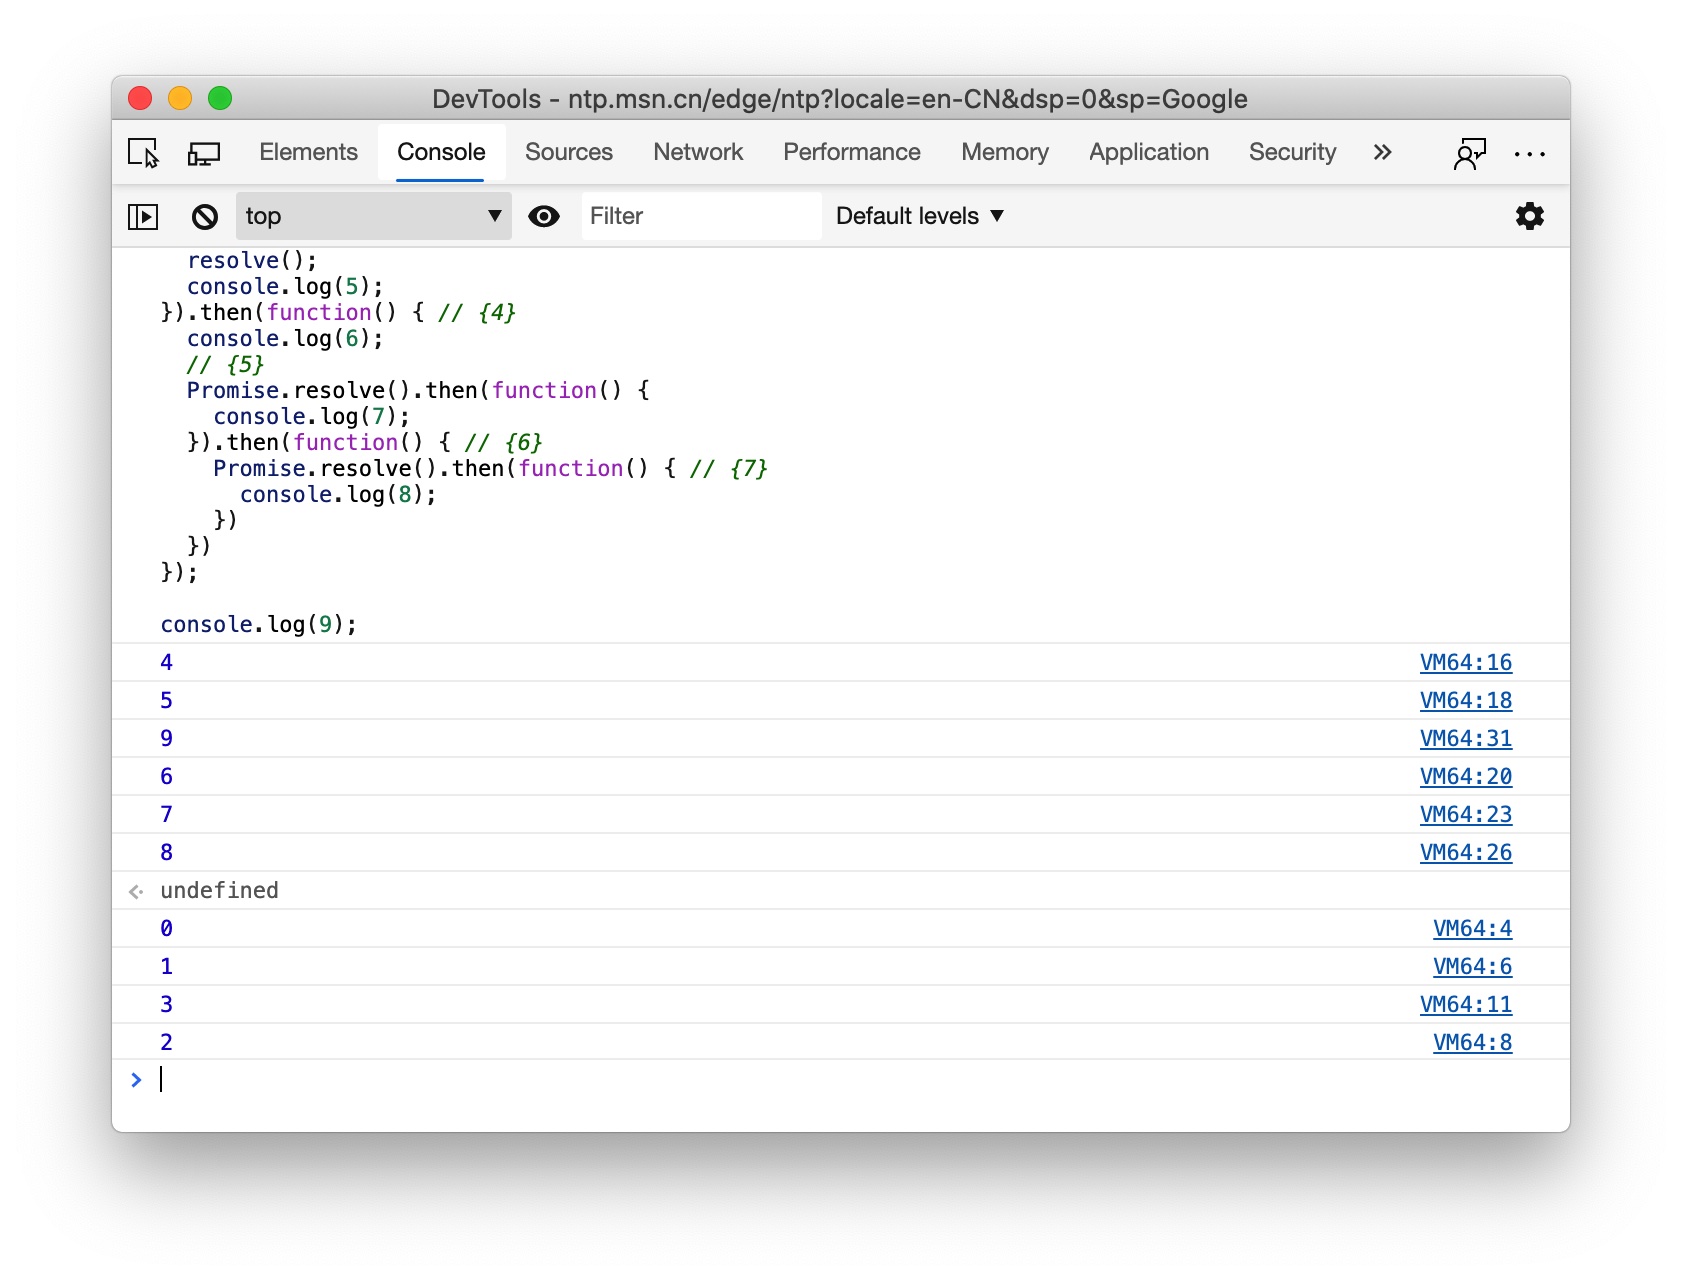 DevTools - ntp.msn.cn/edge/ntp?locale=en-CN&dsp=0&sp=Google
Elements Console Sources Network Performance Memory Application Security »
top ▼ Filter Default levels ▼
resolve();
console.log(5);
}).then(function() { // {4}
console.log(6);
// {5}
Promise.resolve().then(function() {
console.log(7);
}).then(function() { // {6}
Promise.resolve().then(function() { // {7}
console.log(8);
})
})
});
console.log(9);
4 VM64:16
5 VM64:18
9 VM64:31
6 VM64:20
7 VM64:23
8 VM64:26
undefined
0 VM64:4
1 VM64:6
3 VM64:11
2 VM64:8
>